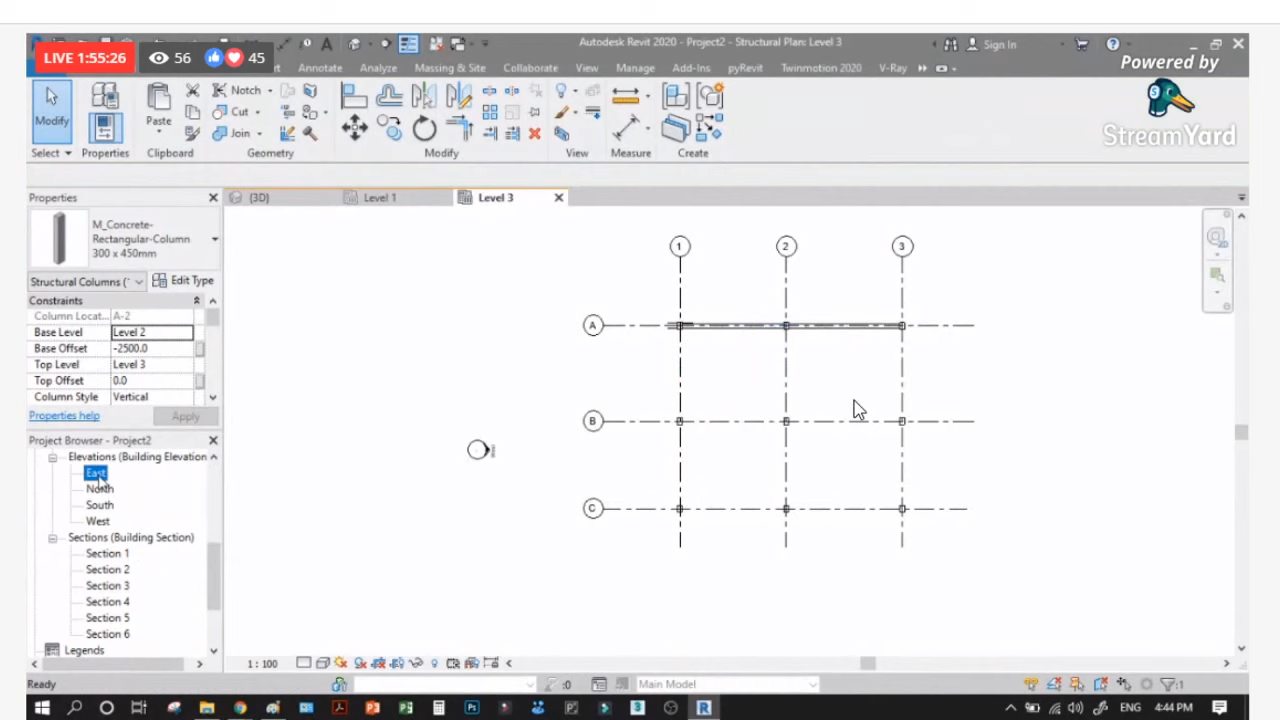 LIVE 1:55:26 56 45
Autodesk Revit 2020 - Project2 - Structural Plan: Level 3
Sign In
Powered by
StreamYard
Annotate Analyze Massing & Site Collaborate View Manage Add-Ins pyRevit Twinmotion 2020 V-Ray
Modify Paste Notch
Cut
Join
Select Properties Clipboard Geometry Modify View Measure Create
Properties {3D} Level 1 Level 3
M_Concrete-
Rectangular-Column
300 x 450mm
Structural Columns (' Edit Type
Constraints
Column Locat... A-2
Base Level Level 2
Base Offset -2500.0
Top Level Level 3
Top Offset 0.0
Column Style Vertical
Properties help Apply
Project Browser - Project2
Elevations (Building Elevation
East
North
South
West
Sections (Building Section)
Section 1
Section 2
Section 3
Section 4
Section 5
Section 6
Legends
1 2 3
A
B
C
1 : 100
Ready :0 Main Model :1
ENG 4:44 PM